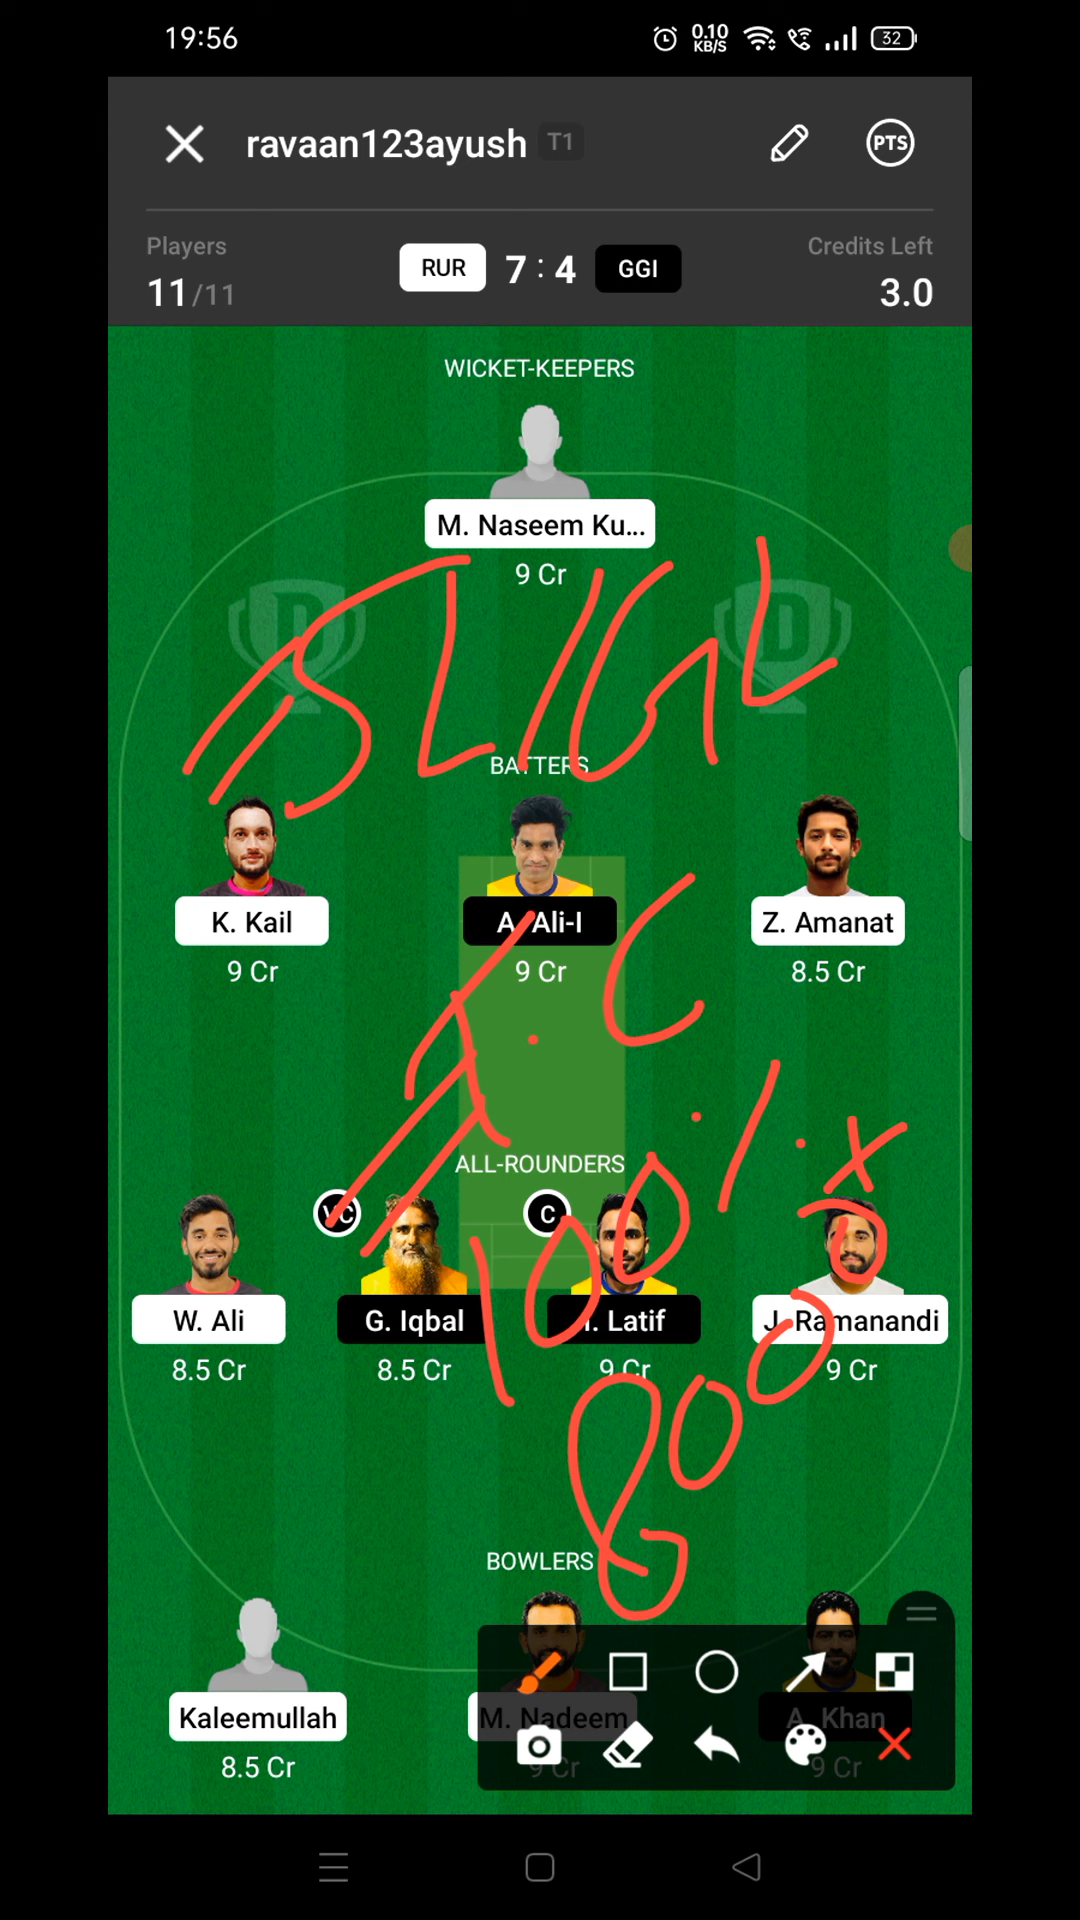 19:56 0.10 KB/S 32
ravaan123ayush T1 PTS
Players Credits Left
11/11 RUR 7 : 4 GGI 3.0
WICKET-KEEPERS
M. Naseem Ku...
9 Cr
BATTERS
K. Kail A. Ali-I Z. Amanat
9 Cr 9 Cr 8.5 Cr
ALL-ROUNDERS
VC C
W. Ali G. Iqbal Latif J. Ramanandi
8.5 Cr 8.5 Cr 9 Cr 9 Cr
BOWLERS
Kaleemullah M. Nadeem A. Khan
8.5 Cr 9 Cr 9 Cr